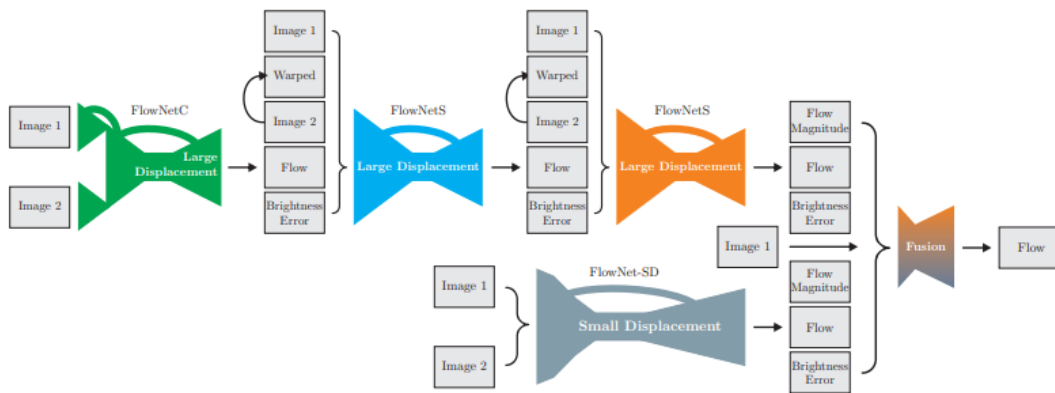 Image 1
Image 2
FlowNetC
Large
Displacement
Image 1
Warped
Image 2
Flow
Brightness
Error
FlowNetS
Large Displacement
Image 1
Warped
Image 2
Flow
Brightness
Error
FlowNetS
Large Displacement
Flow
Magnitude
Flow
Brightness
Error
Image 1
Image 1
Image 2
FlowNet-SD
Small Displacement
Flow
Magnitude
Flow
Brightness
Error
Fusion
Flow